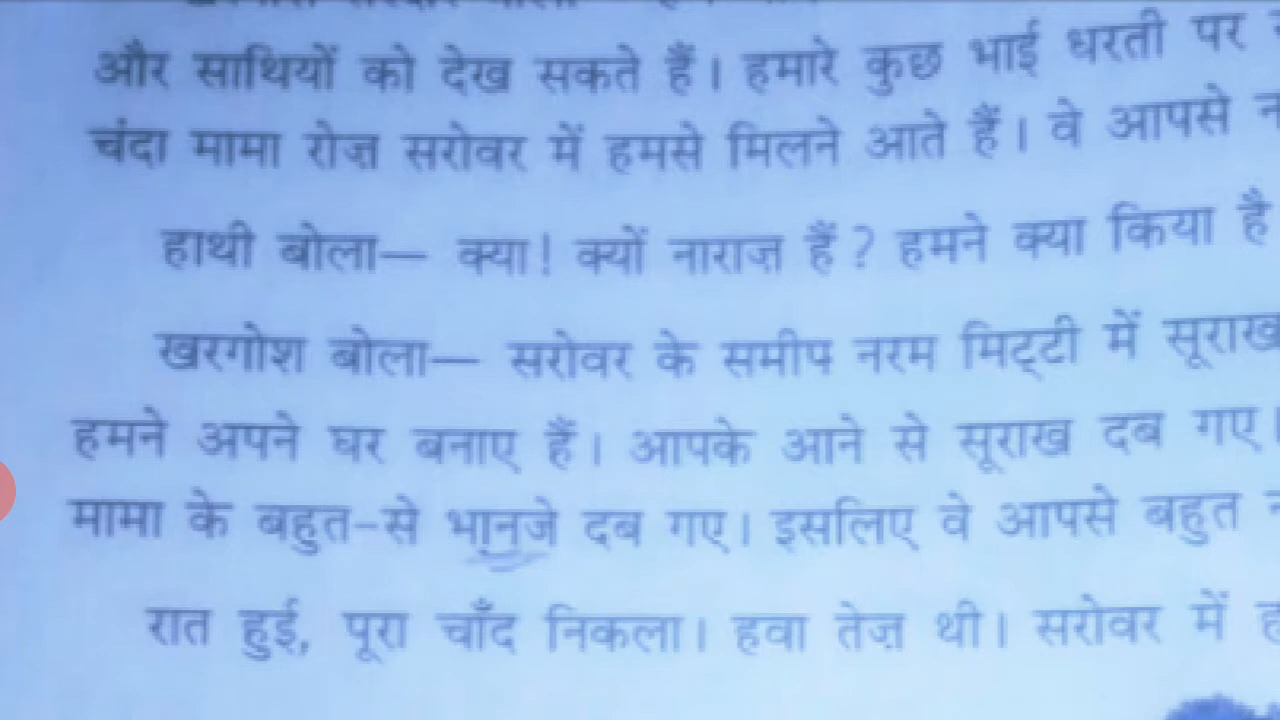 और साथियों को देख सकते हैं। हमारे कुछ भाई धरती पर
चंदा मामा रोज़ सरोवर में हमसे मिलने आते हैं। वे आपसे
हाथी बोला— क्या! क्यों नाराज़ हैं? हमने क्या किया है
खरगोश बोला— सरोवर के समीप नरम मिट्टी में सूराख
हमने अपने घर बनाए हैं। आपके आने से सूराख दब गए।
मामा के बहुत-से भानजे दब गए। इसलिए वे आपसे बहुत
रात हुई, पूरा चाँद निकला। हवा तेज़ थी। सरोवर में